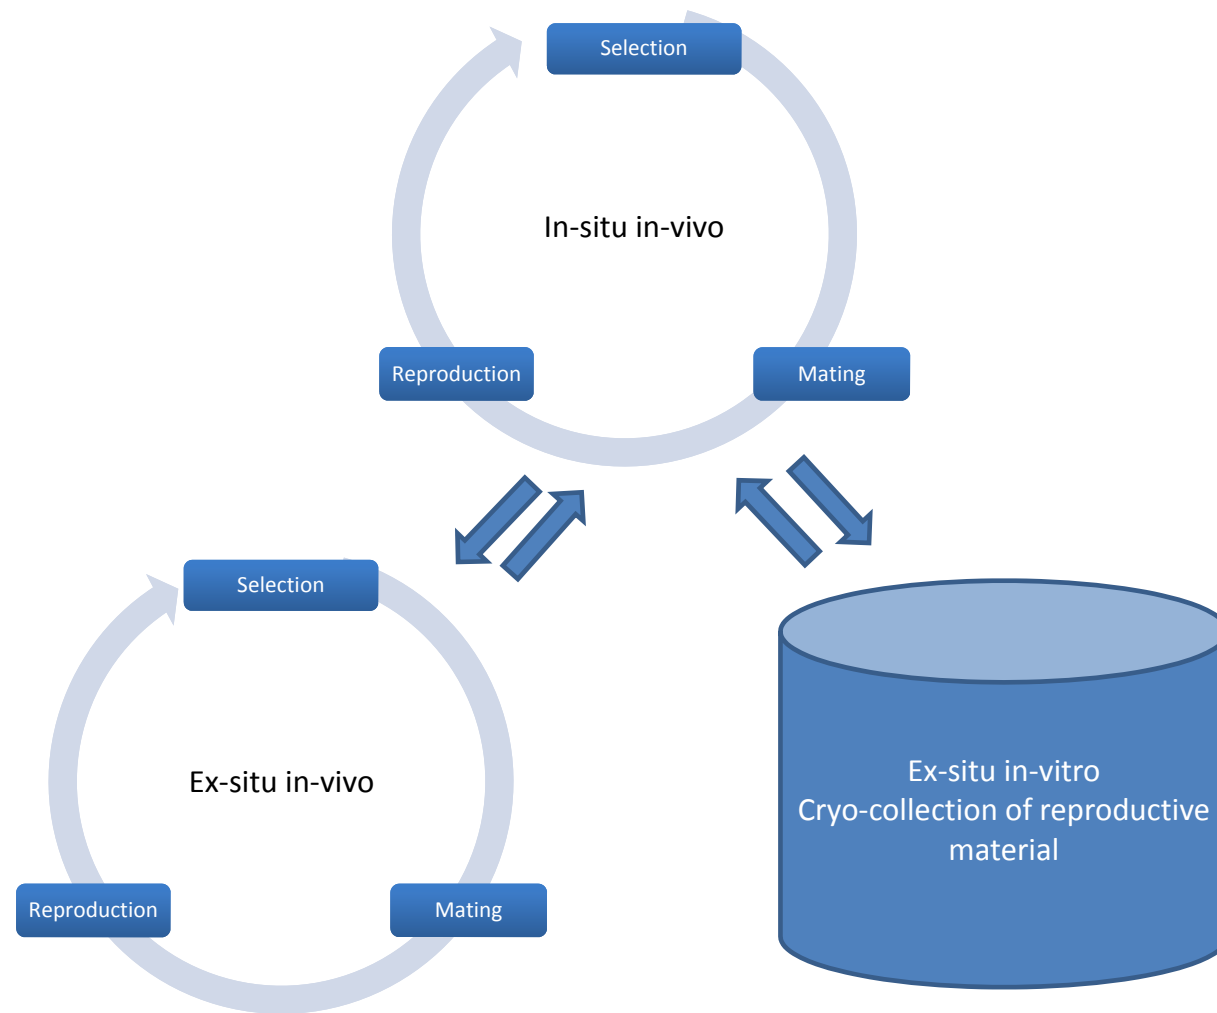 Selection
In-situ in-vivo
Reproduction
Mating
Selection
Ex-situ in-vivo
Reproduction
Mating
Ex-situ in-vitro
Cryo-collection of reproductive
material